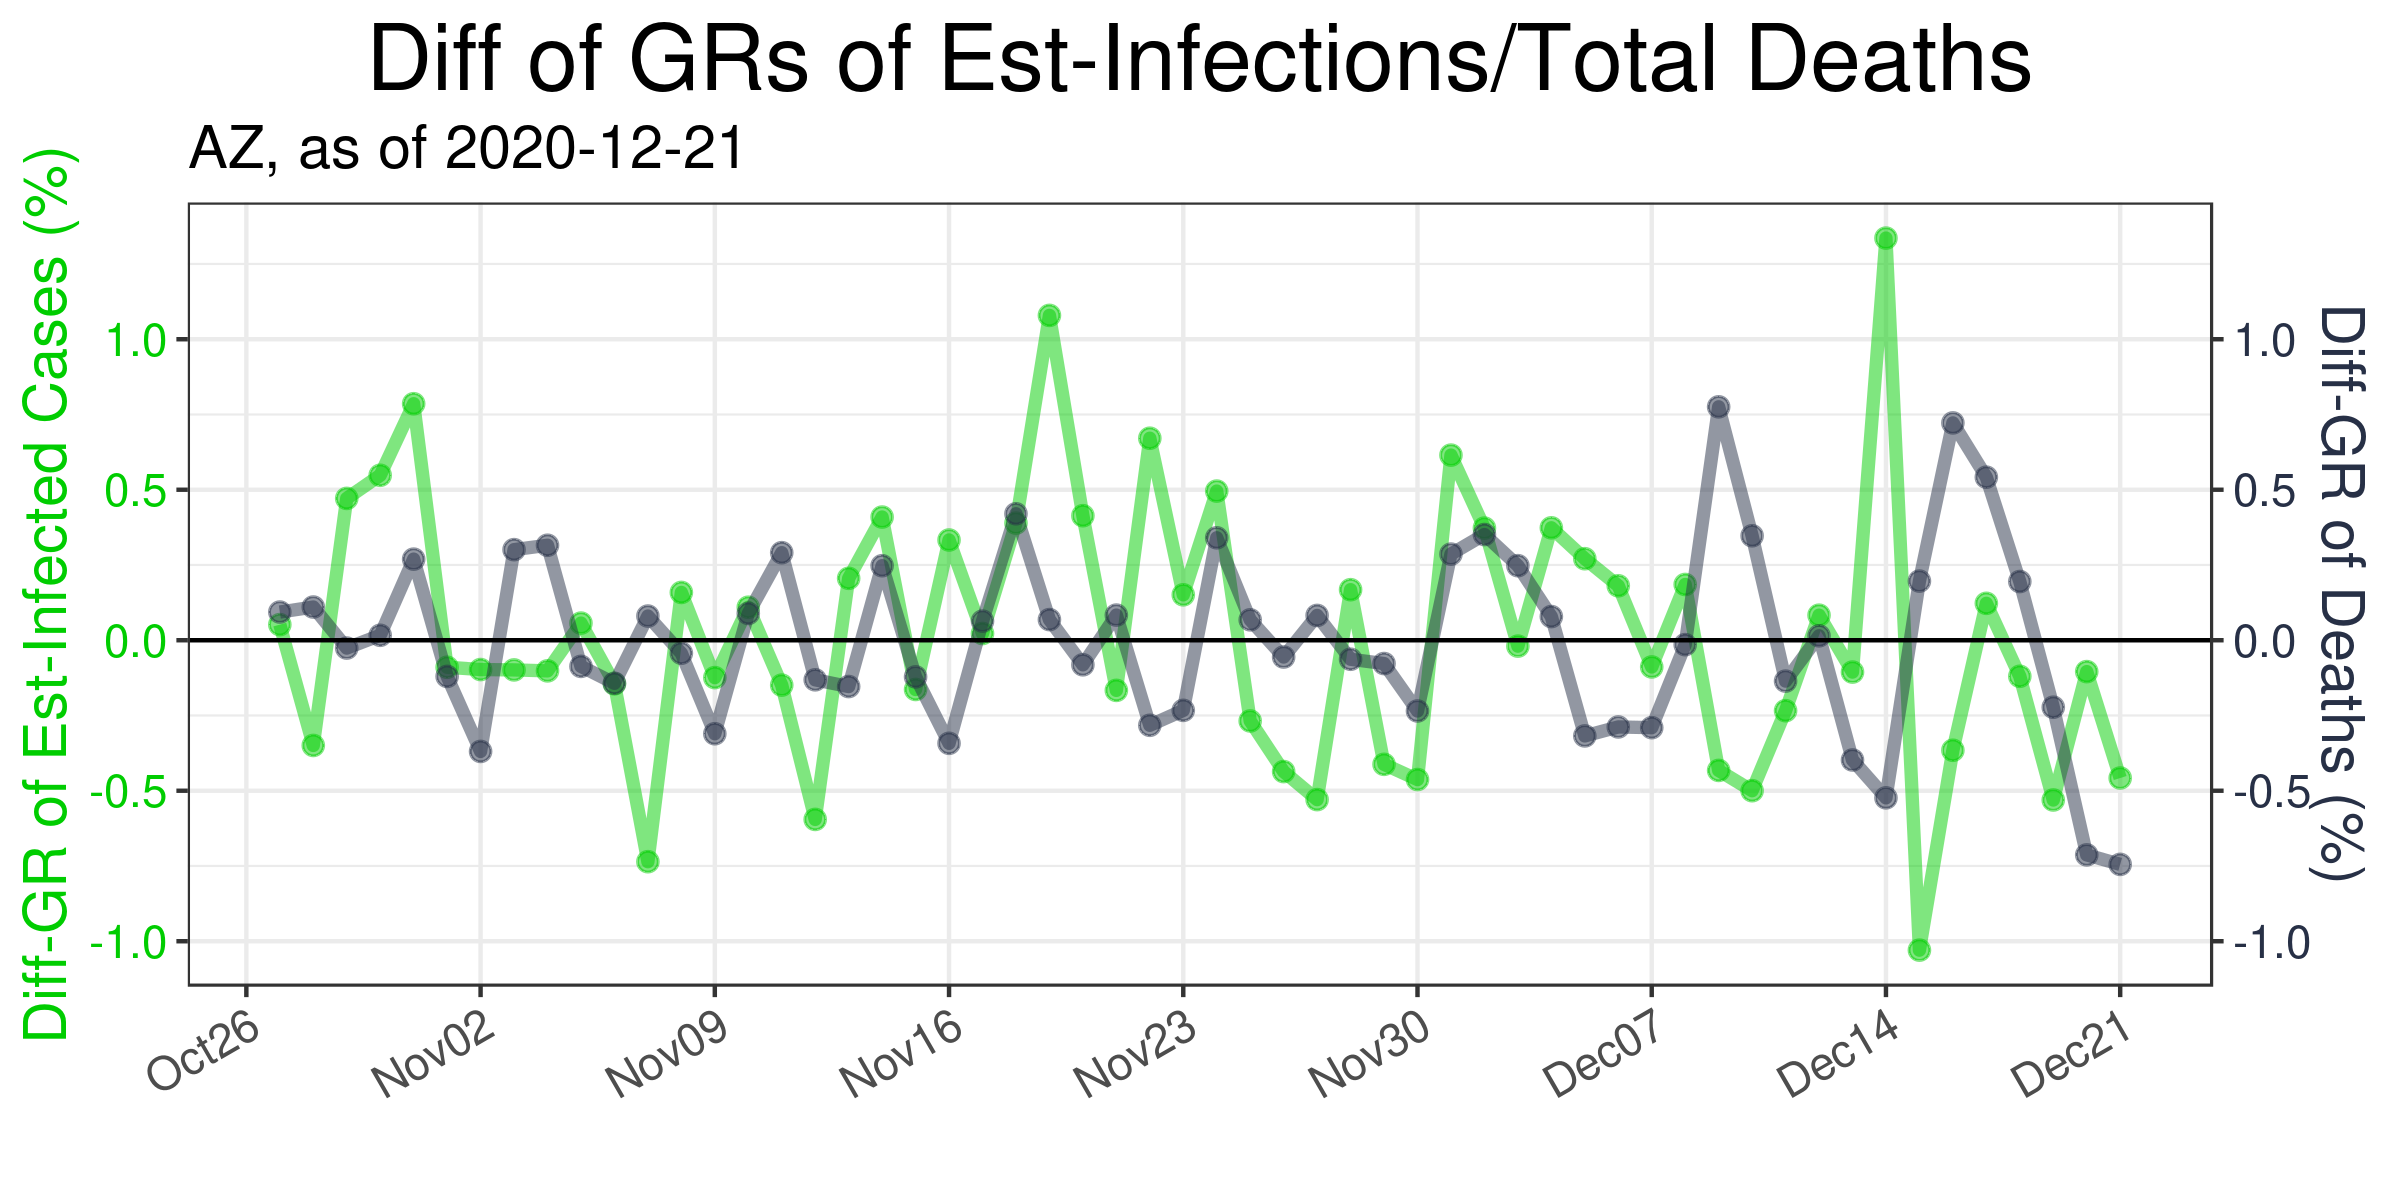 Diff of GRs of Est-Infections/Total Deaths
AZ, as of 2020-12-21
Diff-GR of Est-Infected Cases (%)
1.0
0.5
0.0
-0.5
-1.0
1.0
0.5
0.0
-0.5
-1.0
Diff-GR of Deaths (%)
Oct26
Nov02
Nov09
Nov16
Nov23
Nov30
Dec07
Dec14
Dec21